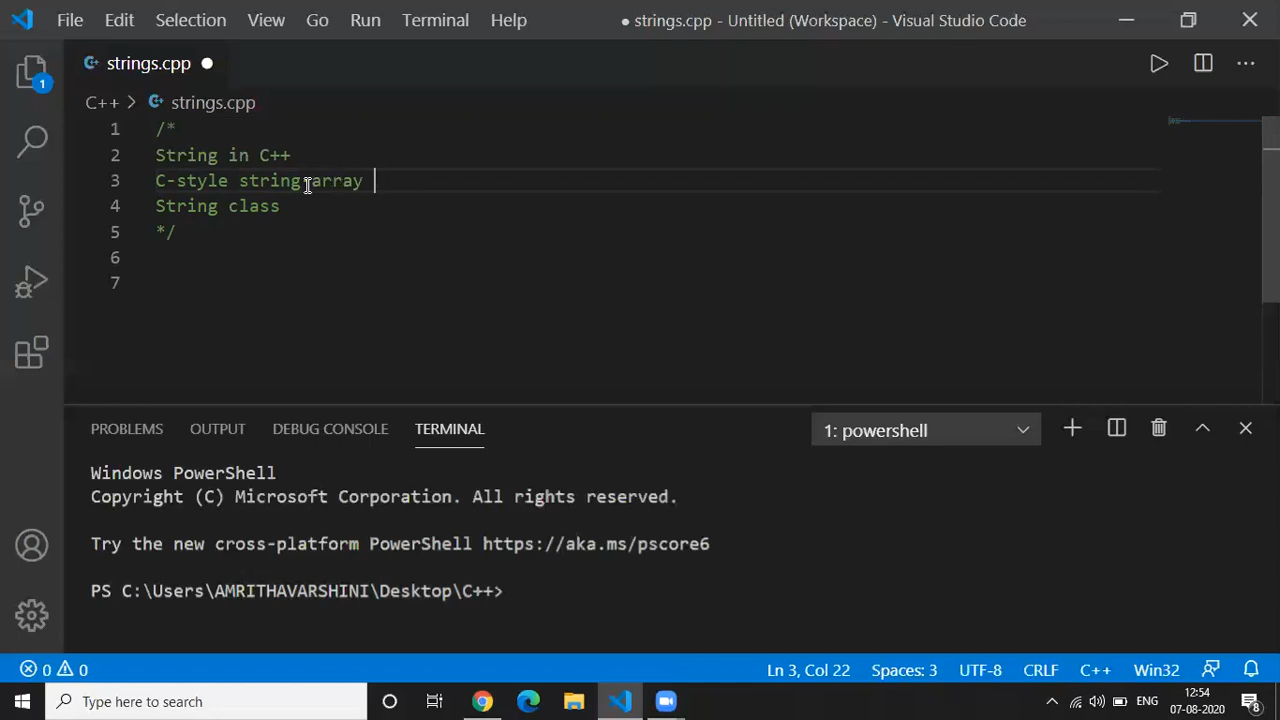 File Edit Selection View Go Run Terminal Help ● strings.cpp - Untitled (Workspace) - Visual Studio Code
strings.cpp ●
C++ > strings.cpp
1 /*
2 String in C++
3 C-style string array
4 String class
5 */
6
7
PROBLEMS OUTPUT DEBUG CONSOLE TERMINAL 1: powershell
Windows PowerShell
Copyright (C) Microsoft Corporation. All rights reserved.
Try the new cross-platform PowerShell https://aka.ms/pscore6
PS C:\Users\AMRITHAVARSHINI\Desktop\C++>
0 0 Ln 3, Col 22 Spaces: 3 UTF-8 CRLF C++ Win32
Type here to search ENG 12:54
07-08-2020 8
1